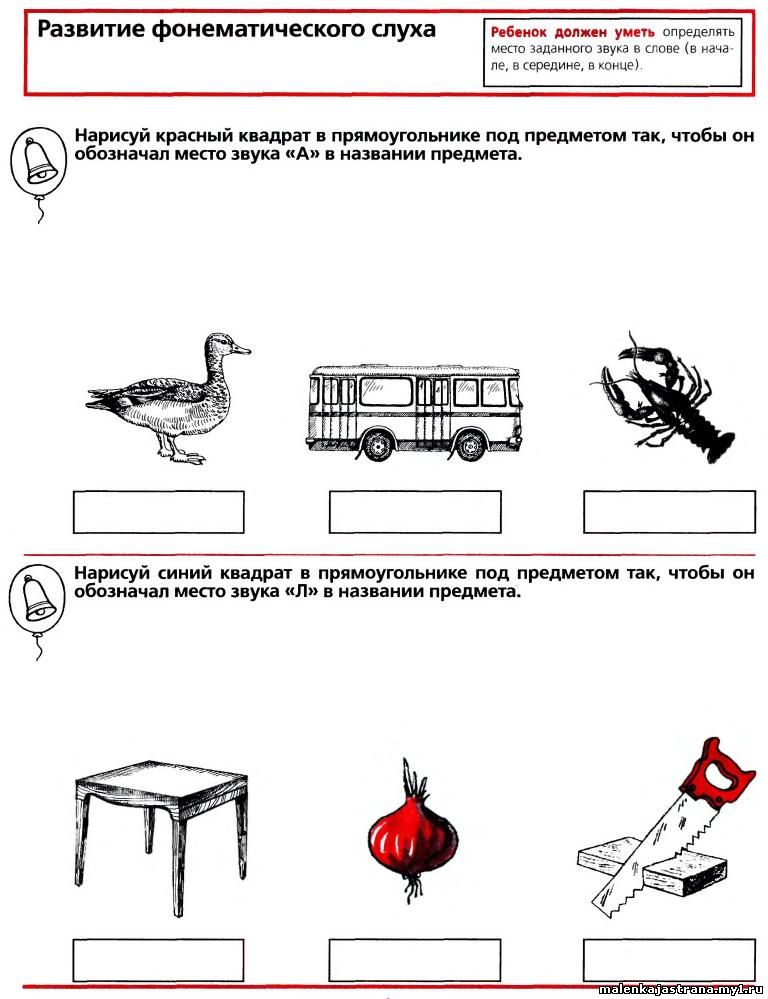 Развитие фонематического слуха
Ребенок должен уметь определять
место заданного звука в слове (в нача-
ле, в середине, в конце).
Нарисуй красный квадрат в прямоугольнике под предметом так, чтобы он
обозначал место звука «А» в названии предмета.
Нарисуй синий квадрат в прямоугольнике под предметом так, чтобы он
обозначал место звука «Л» в названии предмета.
malenkajastrana.my1.ru